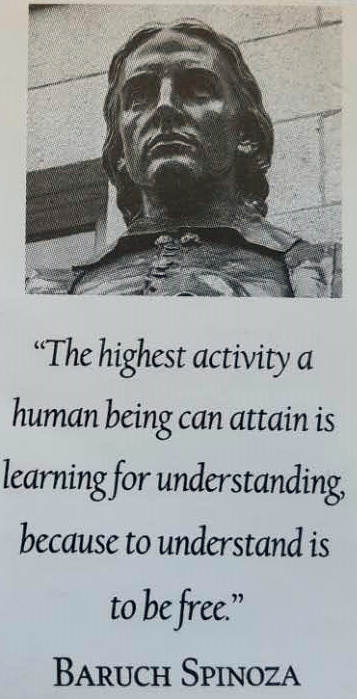 “The highest activity a
human being can attain is
learning for understanding,
because to understand is
to be free.”
BARUCH SPINOZA